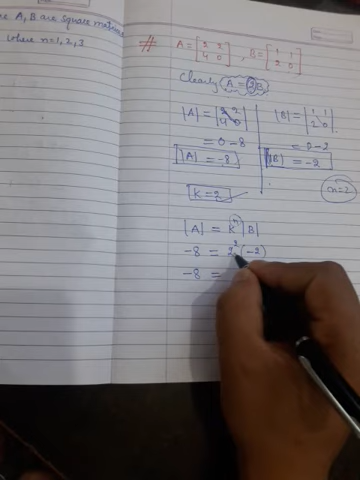 e A, B are square matrices
where n=1,2,3
// A = [2 2 4 0], B = [1 1 2 0]
Clearly A = 2B
|A| = |2 2 4 0| |B| = |1 1 2 0|
= 0-8 = 0-2
|A| = -8 |B| = -2
n=2
K=2
|A| = k^n |B|
-8 = 2^2 (-2)
-8 =